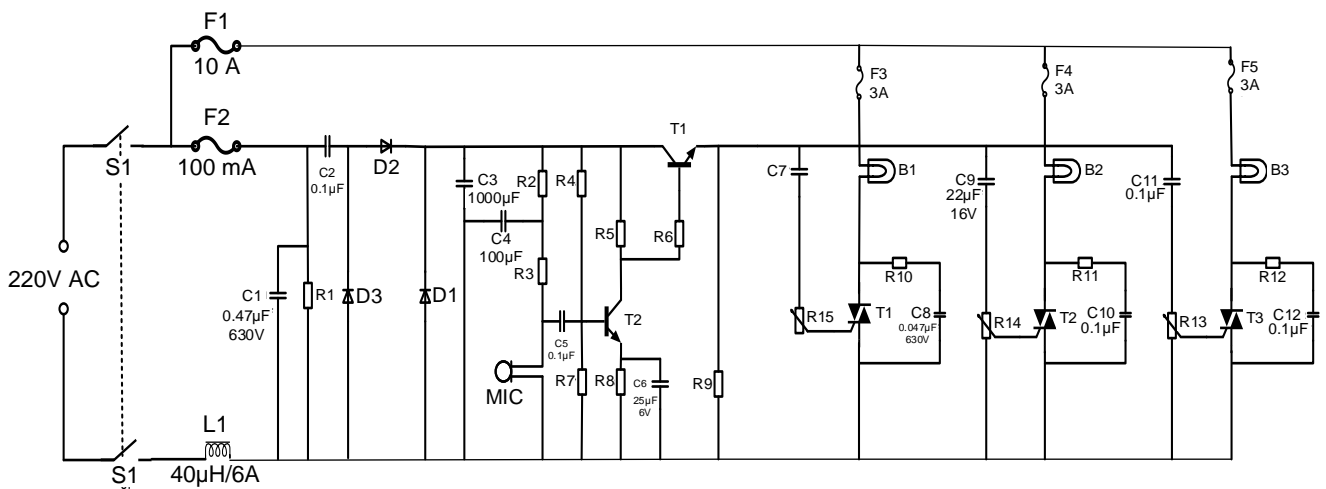 F1
10 A
F2
100 mA
S1
220V AC
S1
L1
40µH/6A
C1
0.47µF
630V
R1
C2
0.1µF
D2
D3
D1
C3
1000µF
C4
100µF
R2
R3
R4
C5
0.1µF
MIC
R5
R6
T1
T2
R7
R8
C6
25µF
6V
R9
C7
R15
F3
3A
B1
R10
T1
C8
0.047µF
630V
C9
22µF
16V
R14
F4
3A
B2
R11
T2
C10
0.1µF
C11
0.1µF
R13
F5
3A
B3
R12
T3
C12
0.1µF